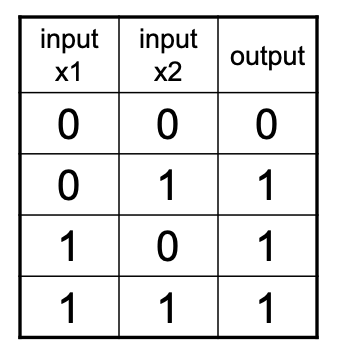 input x1 input x2 output
0 0 0
0 1 1
1 0 1
1 1 1